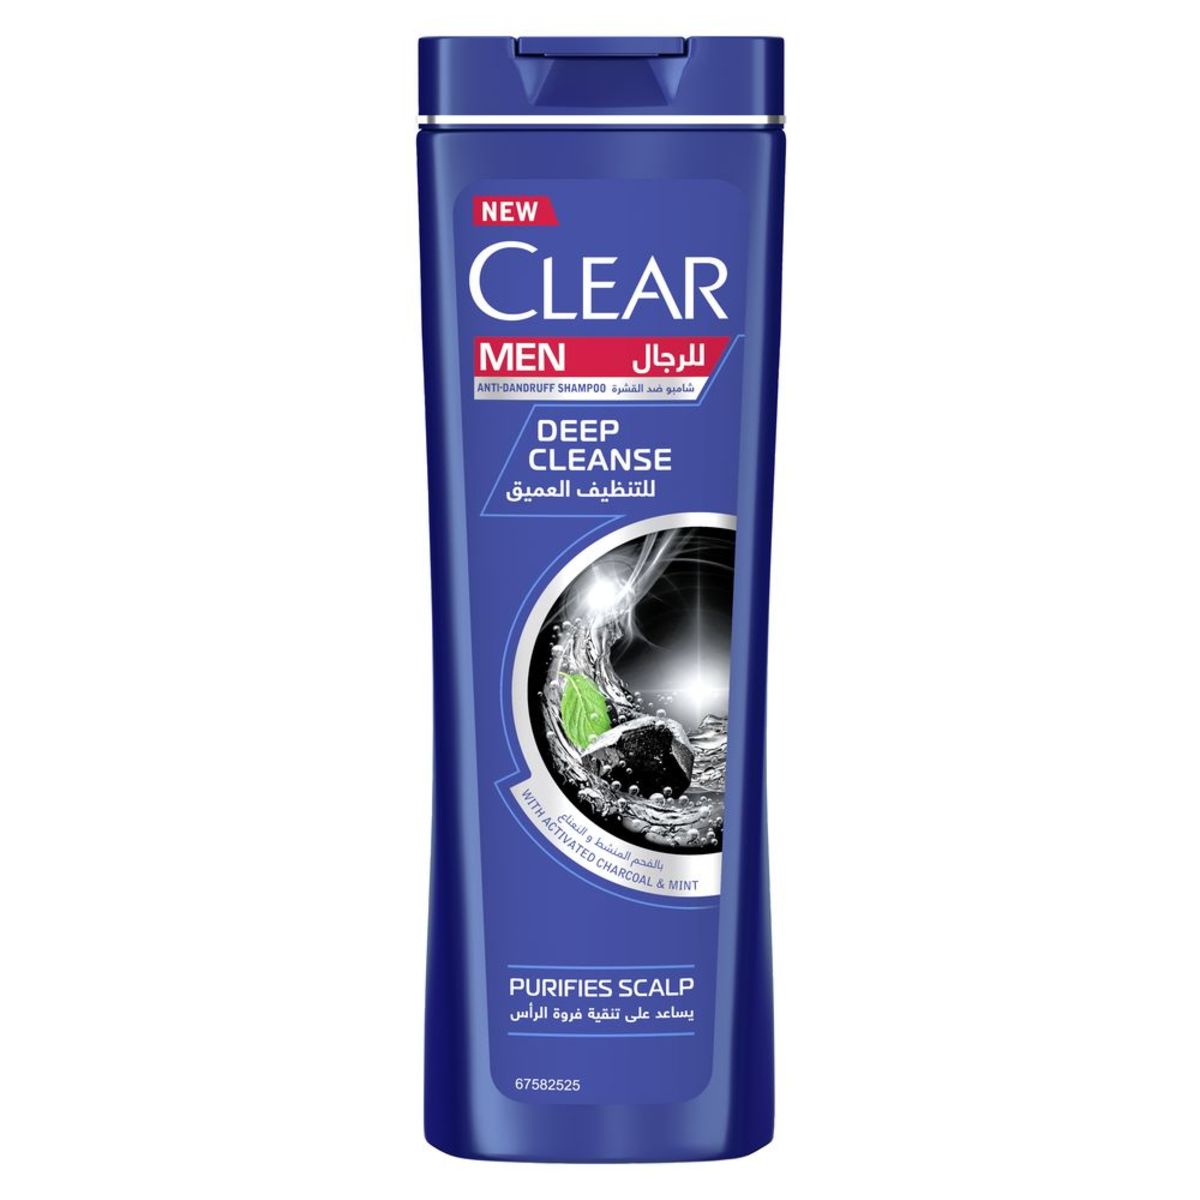 NEW
CLEAR
MEN للرجال
ANTI-DANDRUFF SHAMPOO شامبو ضد القشرة
DEEP
CLEANSE
للتنظيف العميق
بالفحم المنشط و النعناع
WITH ACTIVATED CHARCOAL & MINT
PURIFIES SCALP
يساعد على تنقية فروة الرأس
67582525